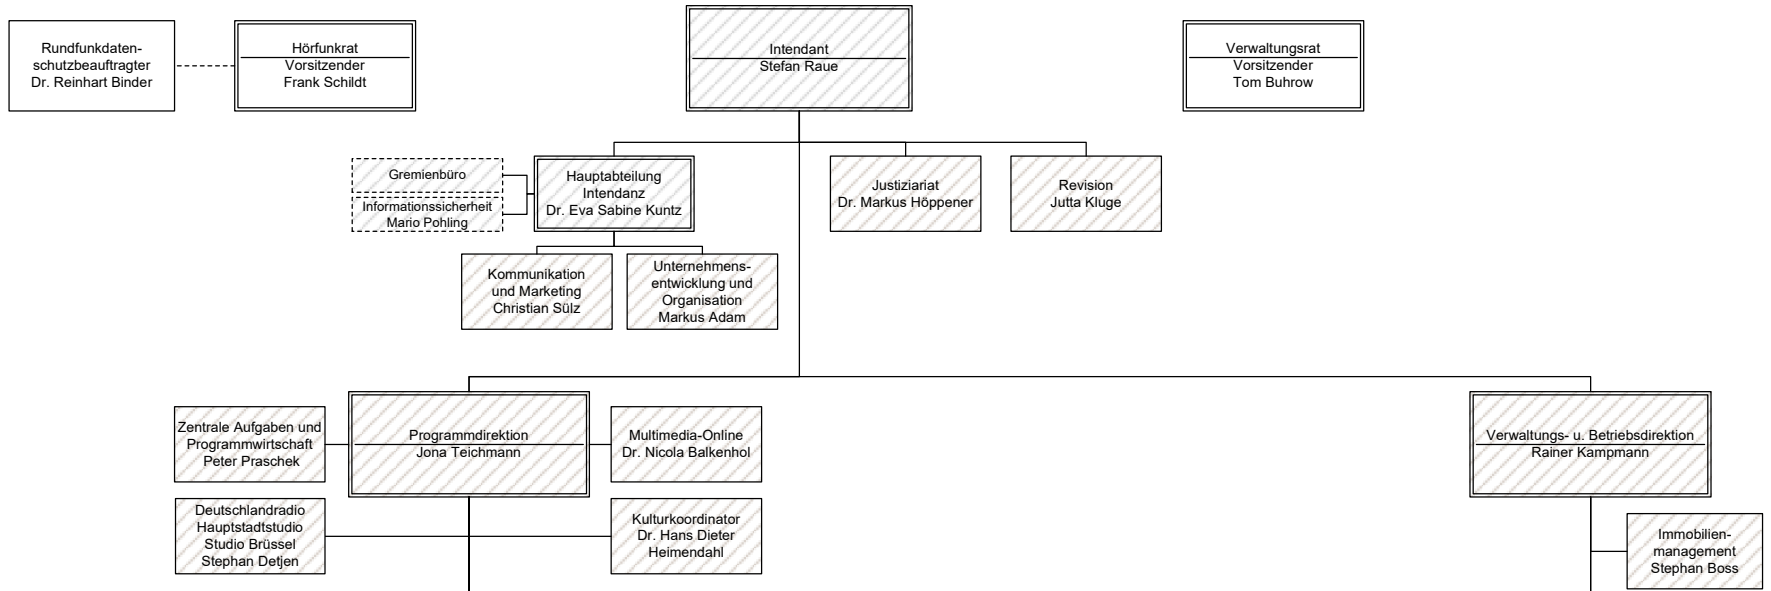 Rundfunkdaten-
schutzbeauftragter
Dr. Reinhart Binder
Hörfunkrat
Vorsitzender
Frank Schildt
Intendant
Stefan Raue
Verwaltungsrat
Vorsitzender
Tom Buhrow
Gremienbüro
Informationssicherheit
Mario Pohling
Hauptabteilung
Intendanz
Dr. Eva Sabine Kuntz
Justiziariat
Dr. Markus Höppener
Revision
Jutta Kluge
Kommunikation
und Marketing
Christian Sülz
Unternehmens-
entwicklung und
Organisation
Markus Adam
Zentrale Aufgaben und
Programmwirtschaft
Peter Praschek
Programmdirektion
Jona Teichmann
Multimedia-Online
Dr. Nicola Balkenhol
Verwaltungs- u. Betriebsdirektion
Rainer Kampmann
Deutschlandradio
Hauptstadtstudio
Studio Brüssel
Stephan Detjen
Kulturkoordinator
Dr. Hans Dieter
Heimendahl
Immobilien-
management
Stephan Boss